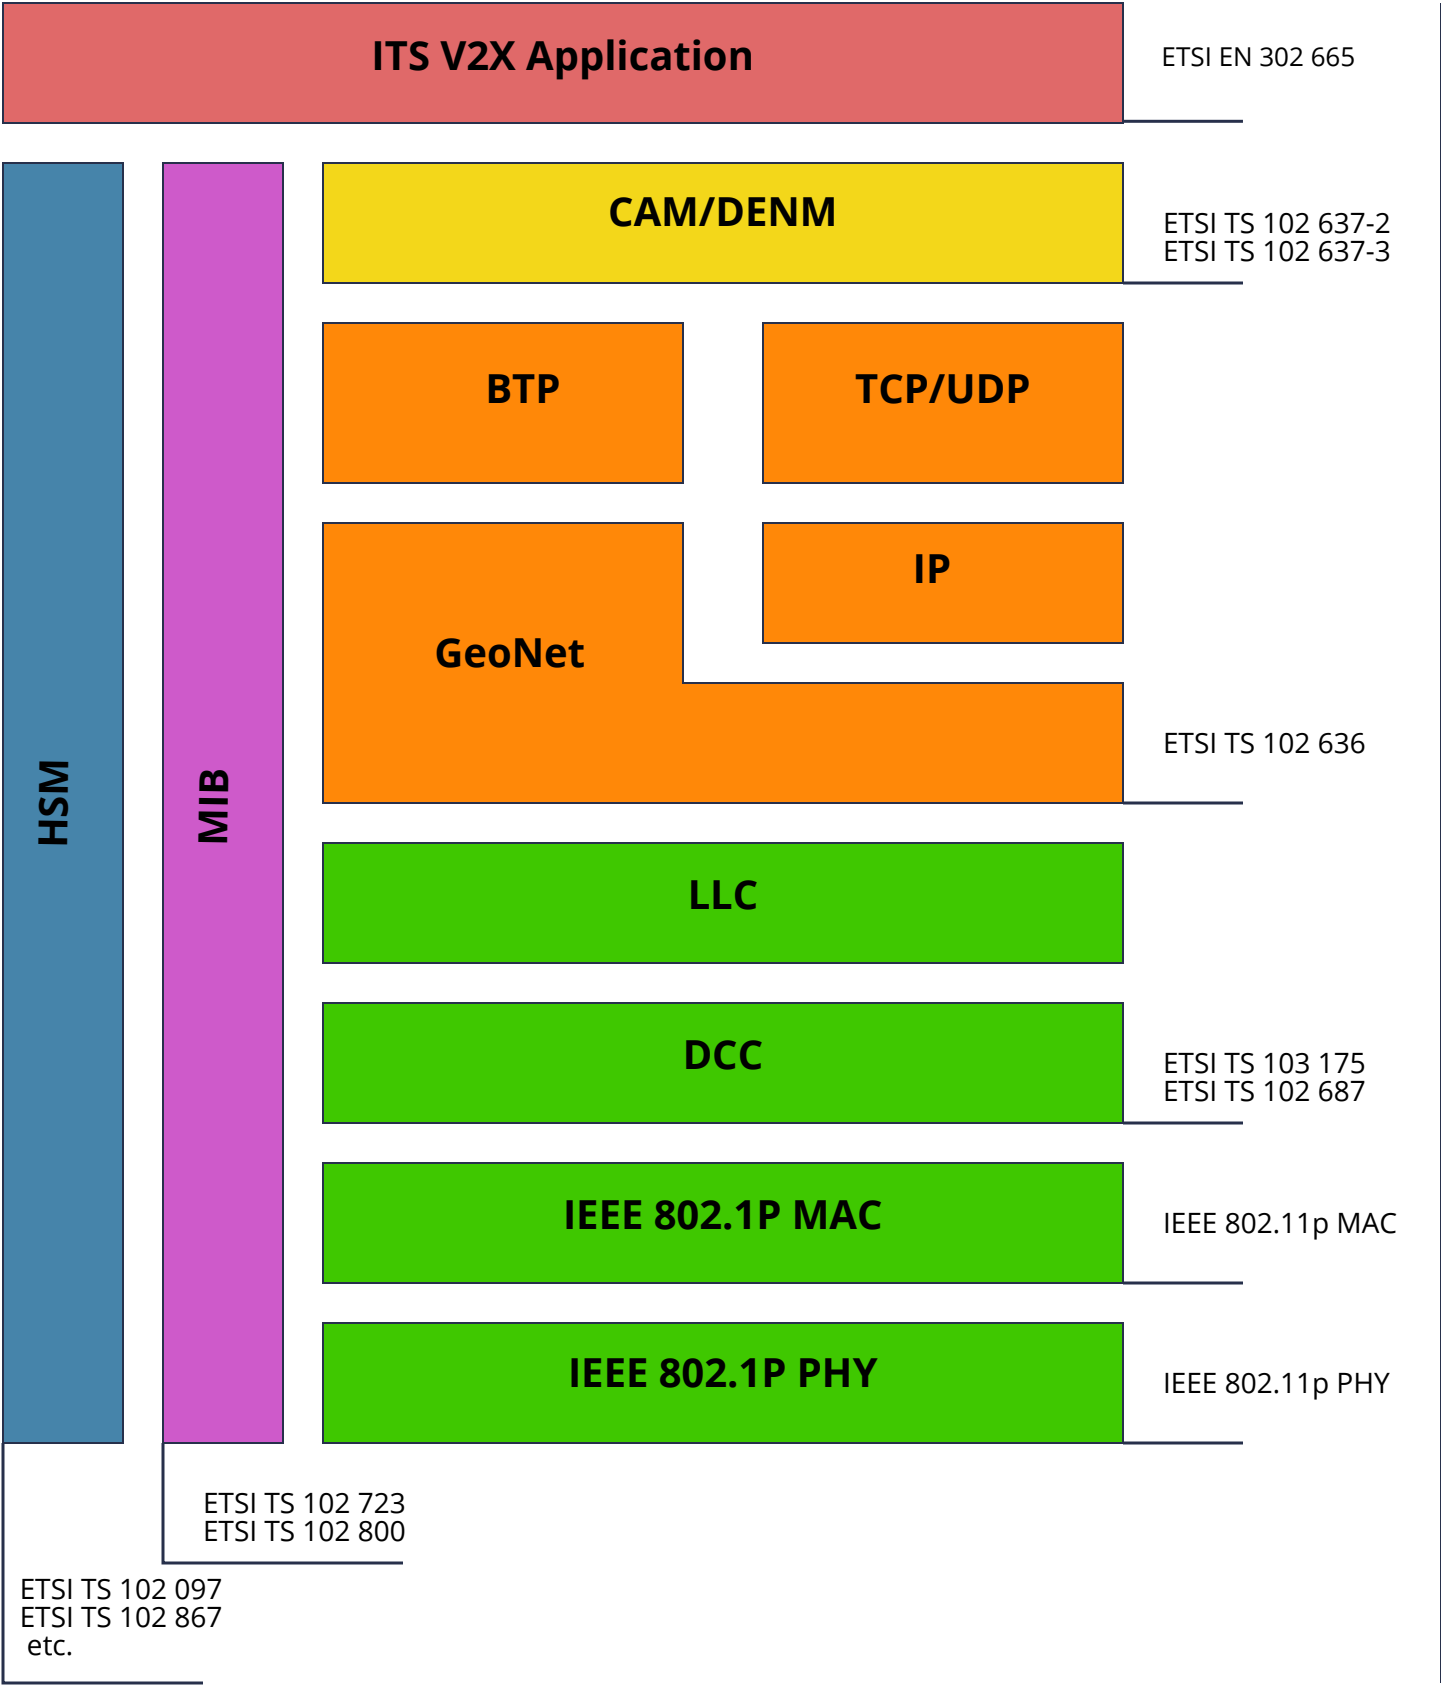 ITS V2X Application
ETSI EN 302 665
CAM/DENM
ETSI TS 102 637-2
ETSI TS 102 637-3
BTP
TCP/UDP
IP
GeoNet
ETSI TS 102 636
HSM
MIB
LLC
DCC
ETSI TS 103 175
ETSI TS 102 687
IEEE 802.1P MAC
IEEE 802.11p MAC
IEEE 802.1P PHY
IEEE 802.11p PHY
ETSI TS 102 723
ETSI TS 102 800
ETSI TS 102 097
ETSI TS 102 867
etc.